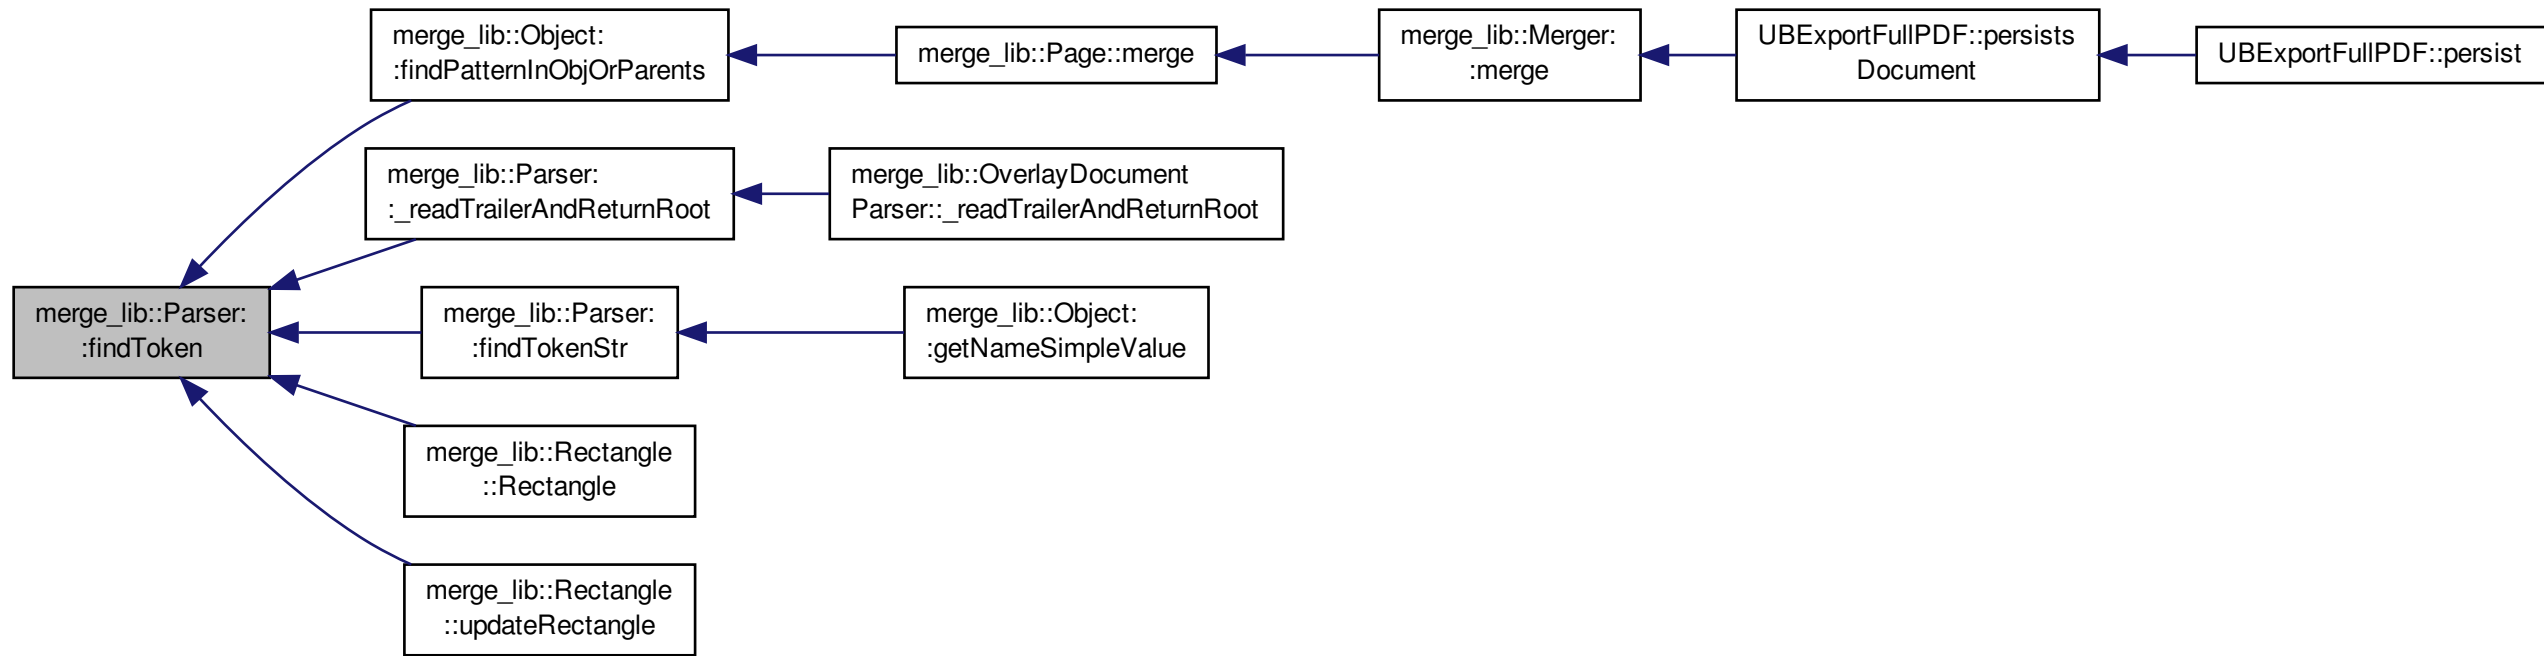 merge_lib::Object:
:findPatternInObjOrParents
merge_lib::Page::merge
merge_lib::Merger:
:merge
UBExportFullPDF::persists
Document
UBExportFullPDF::persist
merge_lib::Parser:
:_readTrailerAndReturnRoot
merge_lib::OverlayDocument
Parser::_readTrailerAndReturnRoot
merge_lib::Parser:
:findToken
merge_lib::Parser:
:findTokenStr
merge_lib::Object:
:getNameSimpleValue
merge_lib::Rectangle
::Rectangle
merge_lib::Rectangle
::updateRectangle